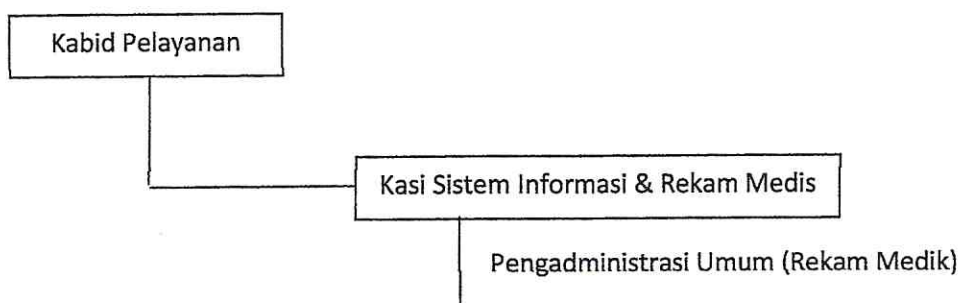 Kabid Pelayanan
Kasi Sistem Informasi & Rekam Medis
Pengadministrasi Umum (Rekam Medik)